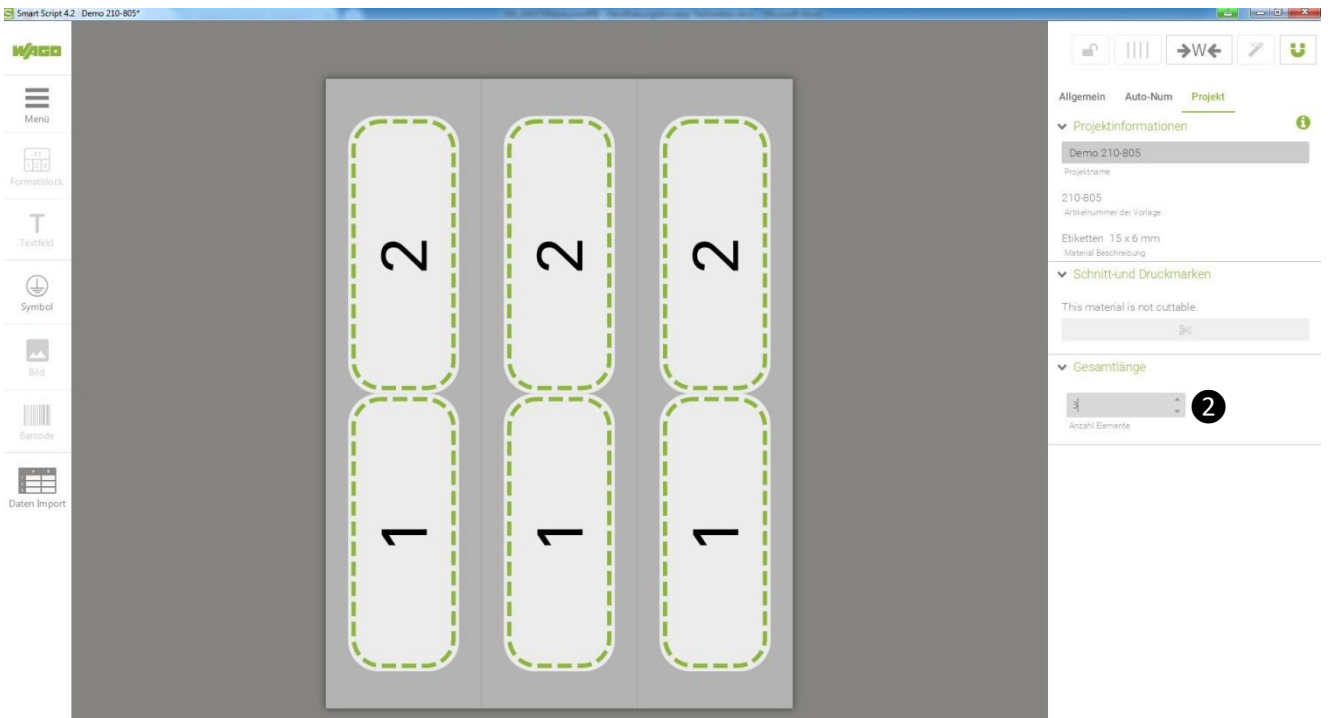 Smart Script 4.2 Demo 210-805*
WAGO
Menü
Formatblock
Textfeld
Symbol
Bild
Barcode
Daten Import
2 2 2
1 1 1
→W←
Allgemein Auto-Num Projekt
Projektinformationen
Demo 210-805
Projektname
210-805
Artikelnummer der Vorlage
Etiketten 15 x 6 mm
Material Beschreibung
Schnitt-und Druckmarken
This material is not cuttable.
Gesamtlänge
3
2
Anzahl Elemente